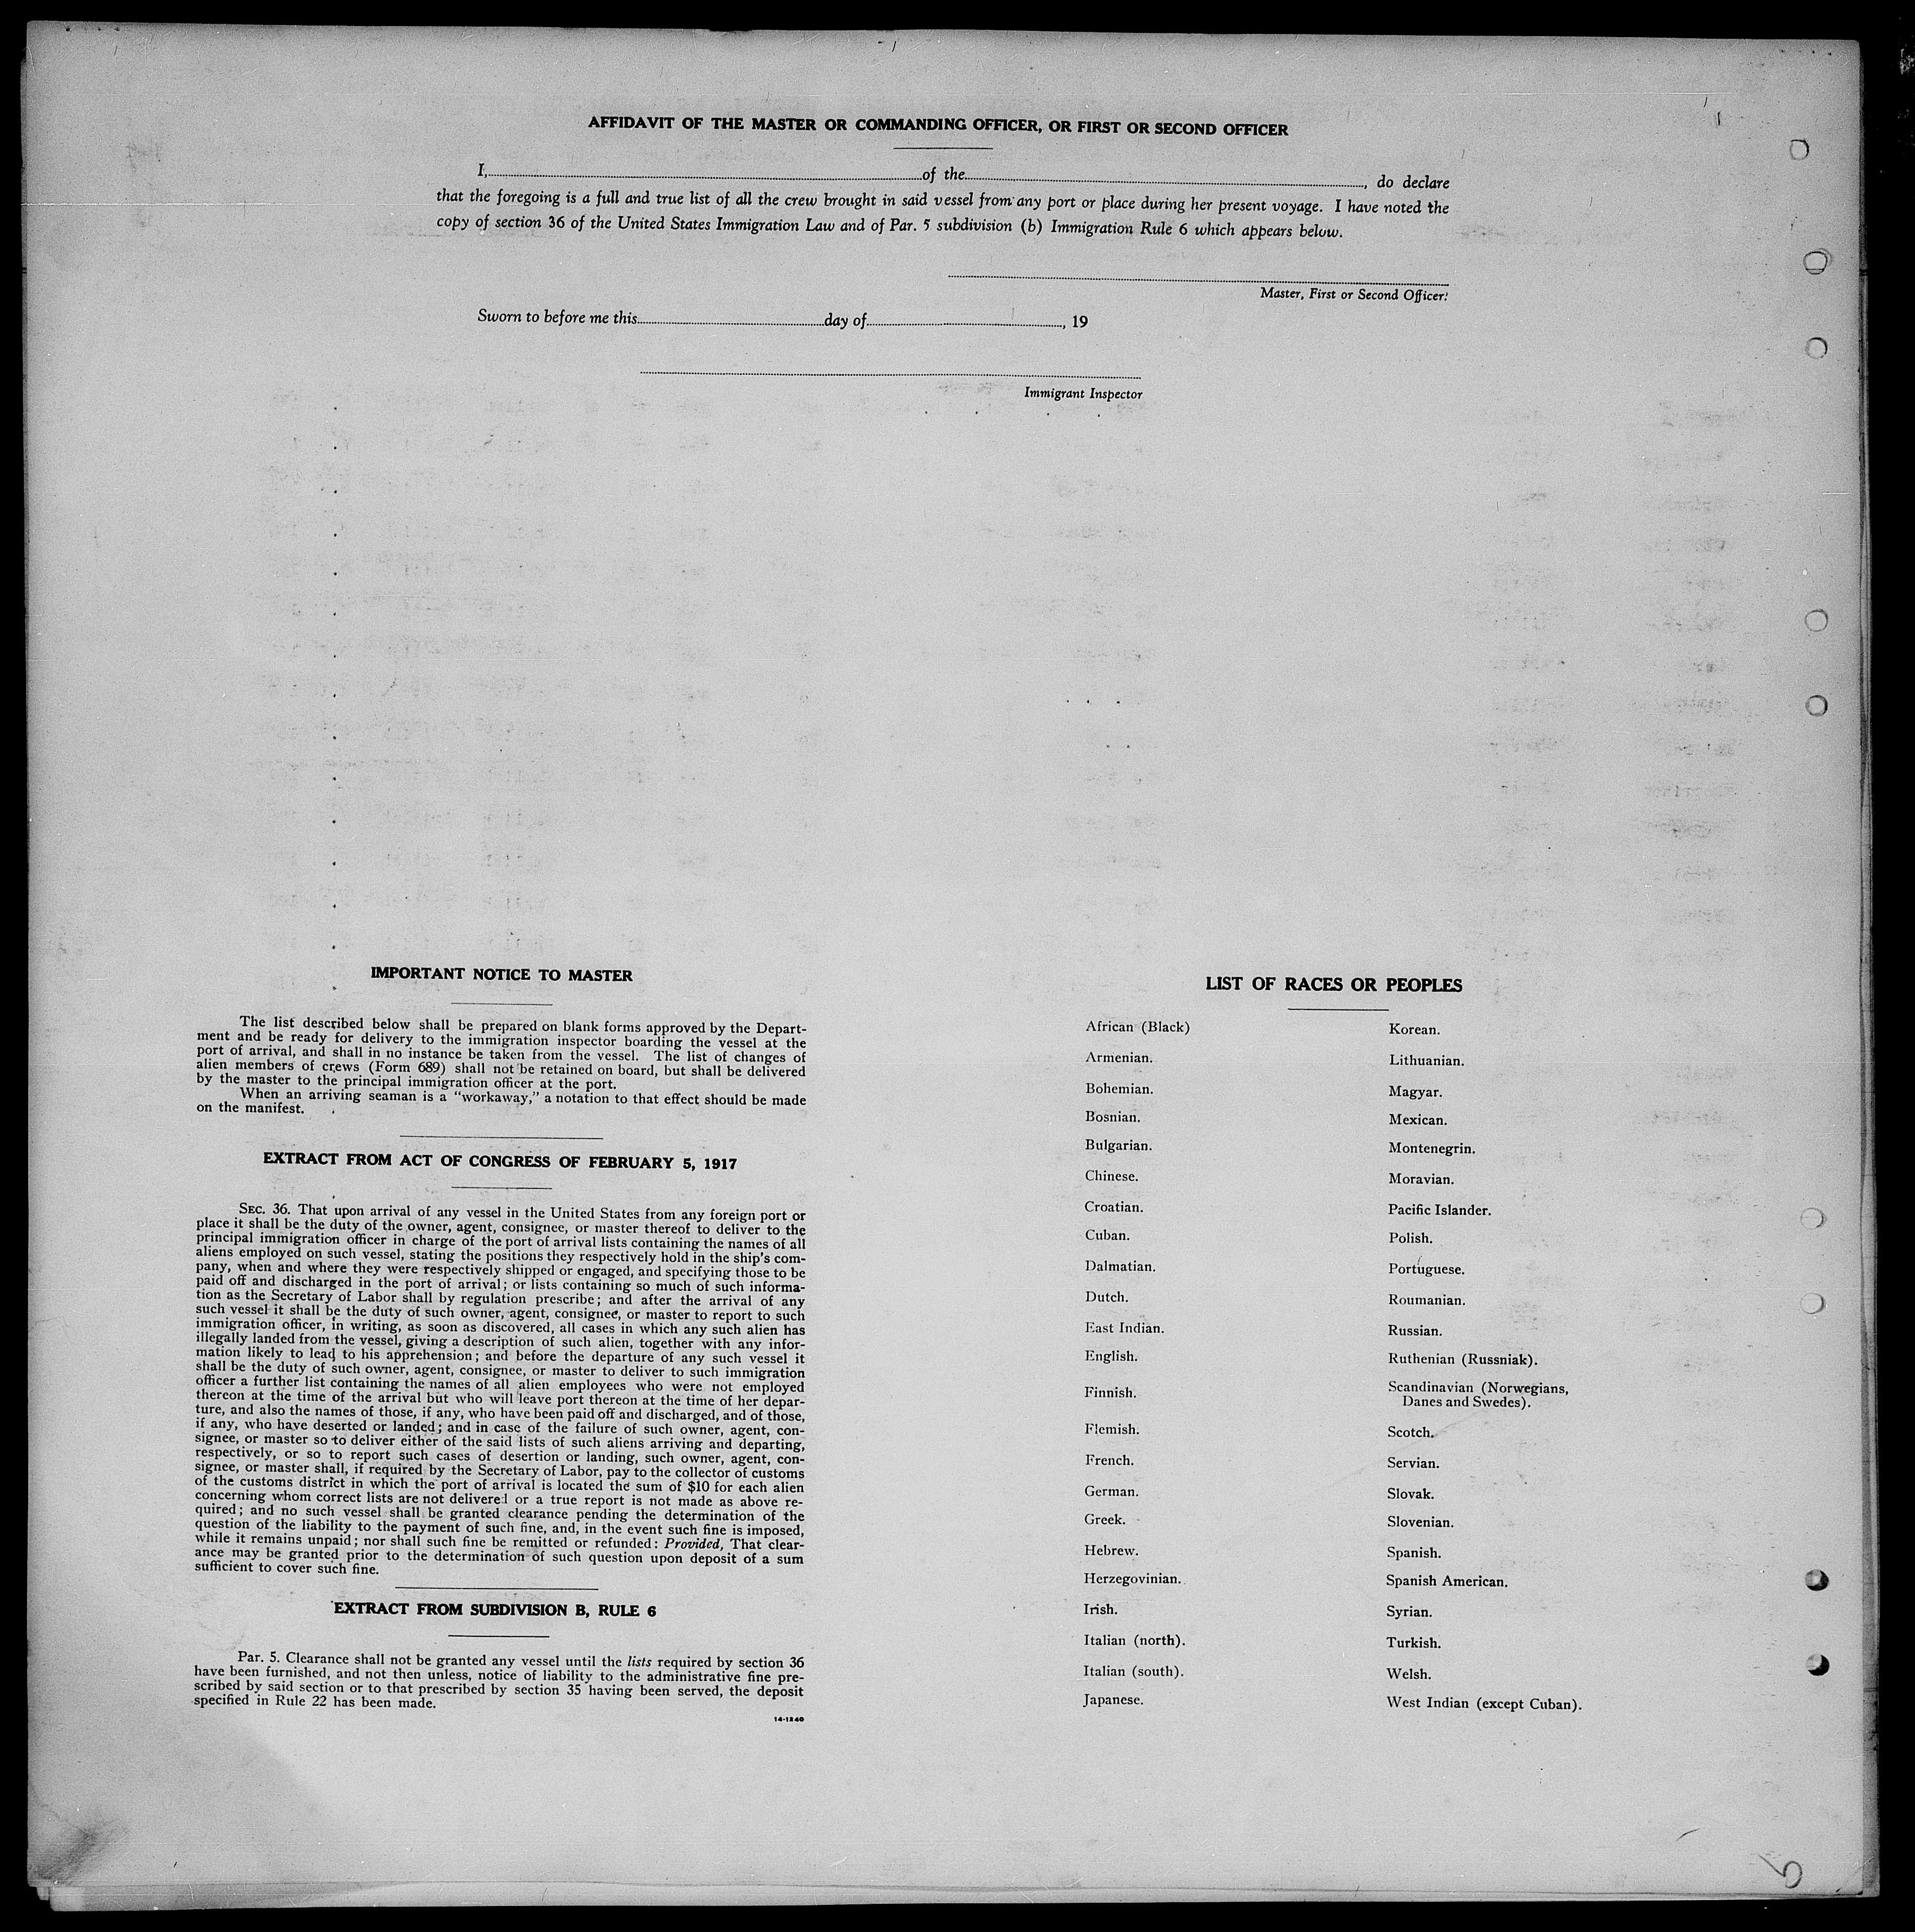 AFFIDAVIT OF THE MASTER OR COMMANDING OFFICER, OR FIRST OR SECOND OFFICER
I,..............................of the.............................., do declare
that the foregoing is a full and true list of all the crew brought in said vessel from any port or place during her present voyage. I have noted the
copy of section 36 of the United States Immigration Law and of Par. 5 subdivision (b) Immigration Rule 6 which appears below.
Master, First or Second Officer.
Sworn to before me this....................day of...................., 19
Immigrant Inspector
IMPORTANT NOTICE TO MASTER
The list described below shall be prepared on blank forms approved by the Depart-
ment and be ready for delivery to the immigration inspector boarding the vessel at the
port of arrival, and shall in no instance be taken from the vessel. The list of changes of
alien members of crews (Form 689) shall not be retained on board, but shall be delivered
by the master to the principal immigration officer at the port.
When an arriving seaman is a "workaway," a notation to that effect should be made
on the manifest.
EXTRACT FROM ACT OF CONGRESS OF FEBRUARY 5, 1917
SEC. 36. That upon arrival of any vessel in the United States from any foreign port or
place it shall be the duty of the owner, agent, consignee, or master thereof to deliver to the
principal immigration officer in charge of the port of arrival lists containing the names of all
aliens employed on such vessel, stating the positions they respectively hold in the ship's com-
pany, when and where they were respectively shipped or engaged, and specifying those to be
paid off and discharged in the port of arrival; or lists containing so much of such informa-
tion as the Secretary of Labor shall by regulation prescribe; and after the arrival of any
such vessel it shall be the duty of such owner, agent, consignee, or master to report to such
immigration officer, in writing, as soon as discovered, all cases in which any such alien has
illegally landed from the vessel, giving a description of such alien, together with any infor-
mation likely to lead to his apprehension; and before the departure of any such vessel it
shall be the duty of such owner, agent, consignee, or master to deliver to such immigration
officer a further list containing the names of all alien employees who were not employed
thereon at the time of the arrival but who will leave port thereon at the time of her depar-
ture, and also the names of those, if any, who have been paid off and discharged, and of those,
if any, who have deserted or landed; and in case of the failure of such owner, agent, con-
signee, or master so to deliver either of the said lists of such aliens arriving and departing,
respectively, or so to report such cases of desertion or landing, such owner, agent, con-
signee, or master shall, if required by the Secretary of Labor, pay to the collector of customs
of the customs district in which the port of arrival is located the sum of $10 for each alien
concerning whom correct lists are not delivered or a true report is not made as above re-
quired; and no such vessel shall be granted clearance pending the determination of the
question of the liability to the payment of such fine, and, in the event such fine is imposed,
while it remains unpaid; nor shall such fine be remitted or refunded: Provided, That clear-
ance may be granted prior to the determination of such question upon deposit of a sum
sufficient to cover such fine.
EXTRACT FROM SUBDIVISION B, RULE 6
Par. 5. Clearance shall not be granted any vessel until the lists required by section 36
have been furnished, and not then unless, notice of liability to the administrative fine pre-
scribed by said section or to that prescribed by section 35 having been served, the deposit
specified in Rule 22 has been made.
14-1240
LIST OF RACES OR PEOPLES
African (Black)
Armenian.
Bohemian.
Bosnian.
Bulgarian.
Chinese.
Croatian.
Cuban.
Dalmatian.
Dutch.
East Indian.
English.
Finnish.
Flemish.
French.
German.
Greek.
Hebrew.
Herzegovinian.
Irish.
Italian (north).
Italian (south).
Japanese.
Korean.
Lithuanian.
Magyar.
Mexican.
Montenegrin.
Moravian.
Pacific Islander.
Polish.
Portuguese.
Roumanian.
Russian.
Ruthenian (Russniak).
Scandinavian (Norwegians,
Danes and Swedes).
Scotch.
Servian.
Slovak.
Slovenian.
Spanish.
Spanish American.
Syrian.
Turkish.
Welsh.
West Indian (except Cuban).